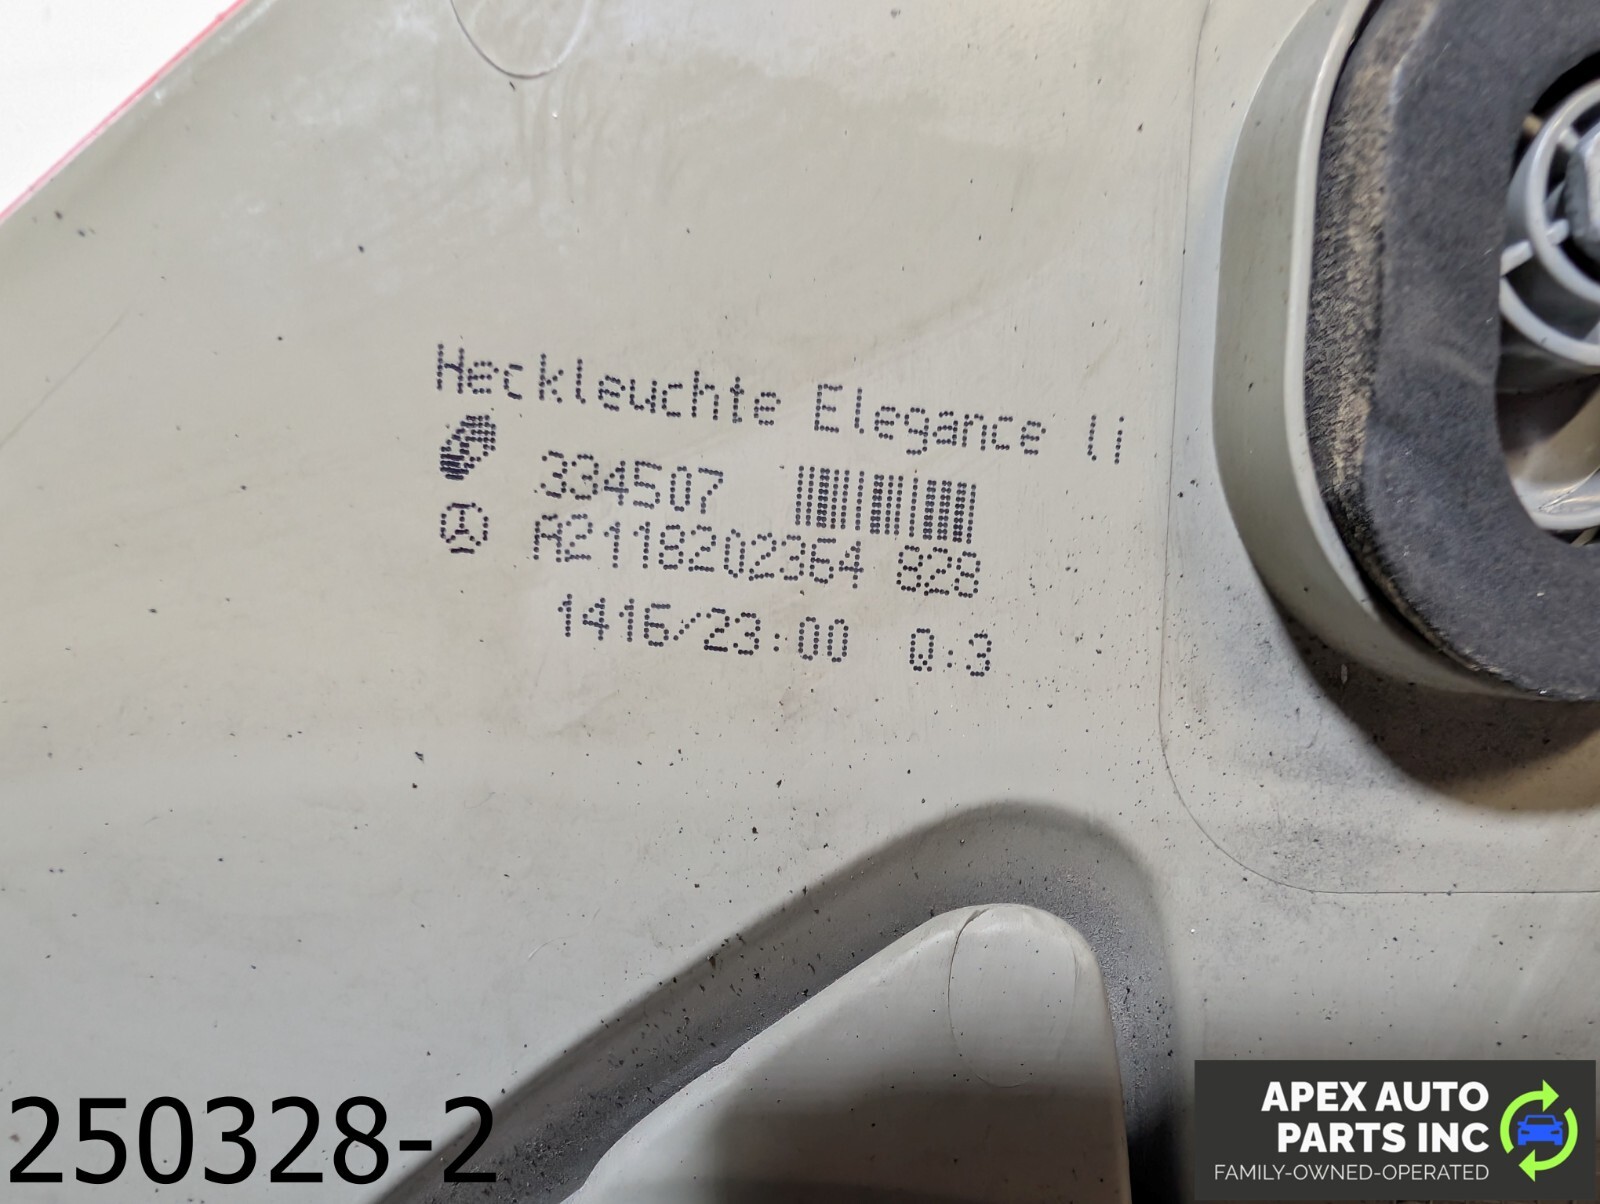 Heckleuchte Elegance li
334507
A2118202364 828
1416/23:00 Q:3
250328-2
APEX AUTO
PARTS INC
FAMILY-OWNED-OPERATED